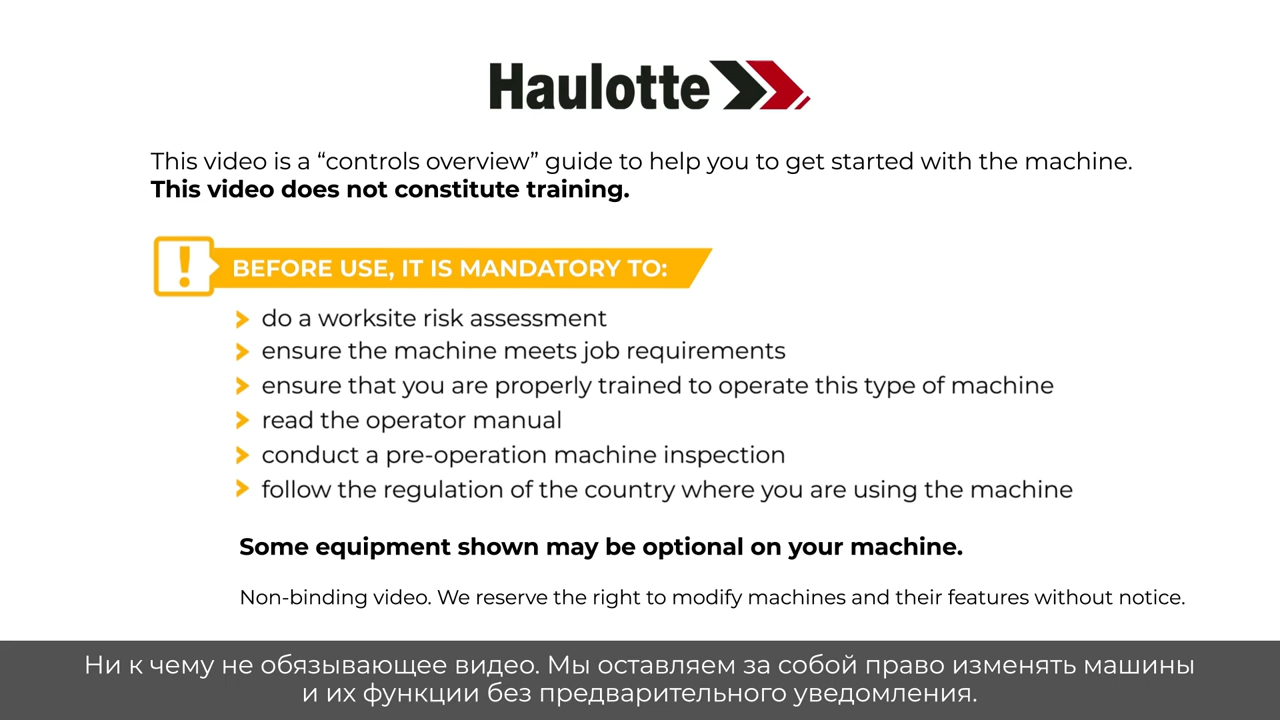 Haulotte
This video is a “controls overview” guide to help you to get started with the machine.
This video does not constitute training.
! BEFORE USE, IT IS MANDATORY TO:
do a worksite risk assessment
ensure the machine meets job requirements
ensure that you are properly trained to operate this type of machine
read the operator manual
conduct a pre-operation machine inspection
follow the regulation of the country where you are using the machine
Some equipment shown may be optional on your machine.
Non-binding video. We reserve the right to modify machines and their features without notice.
Ни к чему не обязывающее видео. Мы оставляем за собой право изменять машины
и их функции без предварительного уведомления.